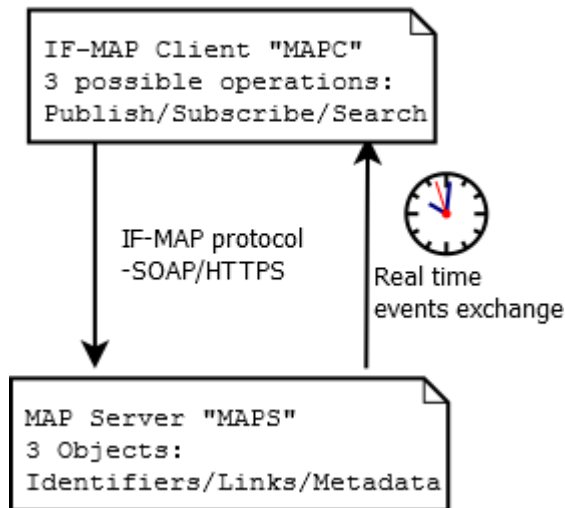 IF-MAP Client "MAPC"
3 possible operations:
Publish/Subscribe/Search
IF-MAP protocol
-SOAP/HTTPS
Real time
events exchange
MAP Server "MAPS"
3 Objects:
Identifiers/Links/Metadata